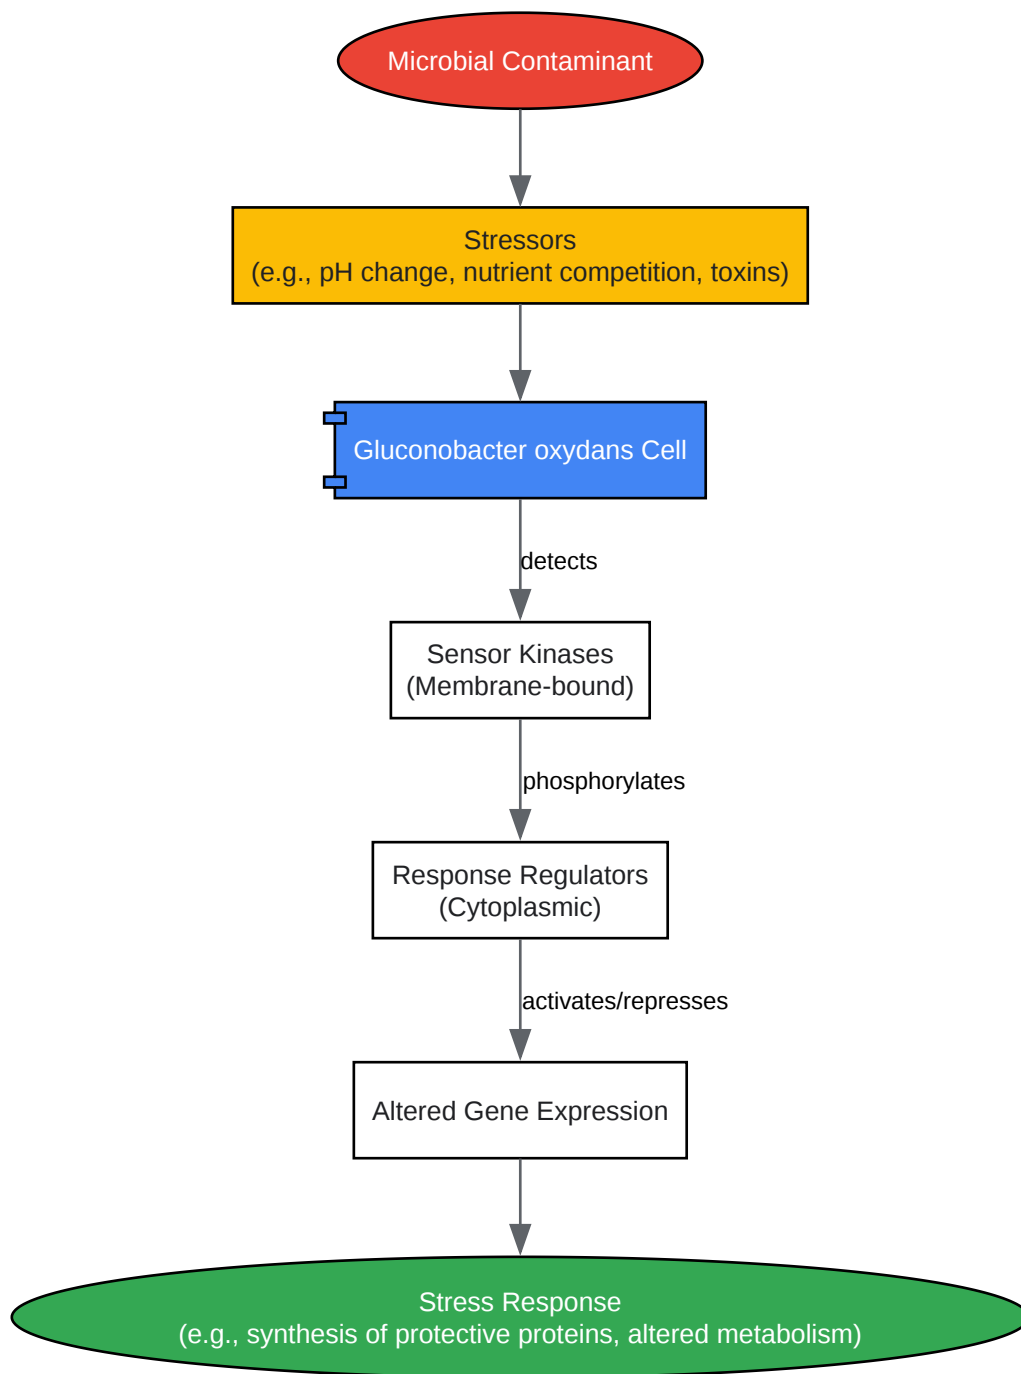 Microbial Contaminant
Stressors
(e.g., pH change, nutrient competition, toxins)
Gluconobacter oxydans Cell
detects
Sensor Kinases
(Membrane-bound)
phosphorylates
Response Regulators
(Cytoplasmic)
activates/represses
Altered Gene Expression
Stress Response
(e.g., synthesis of protective proteins, altered metabolism)